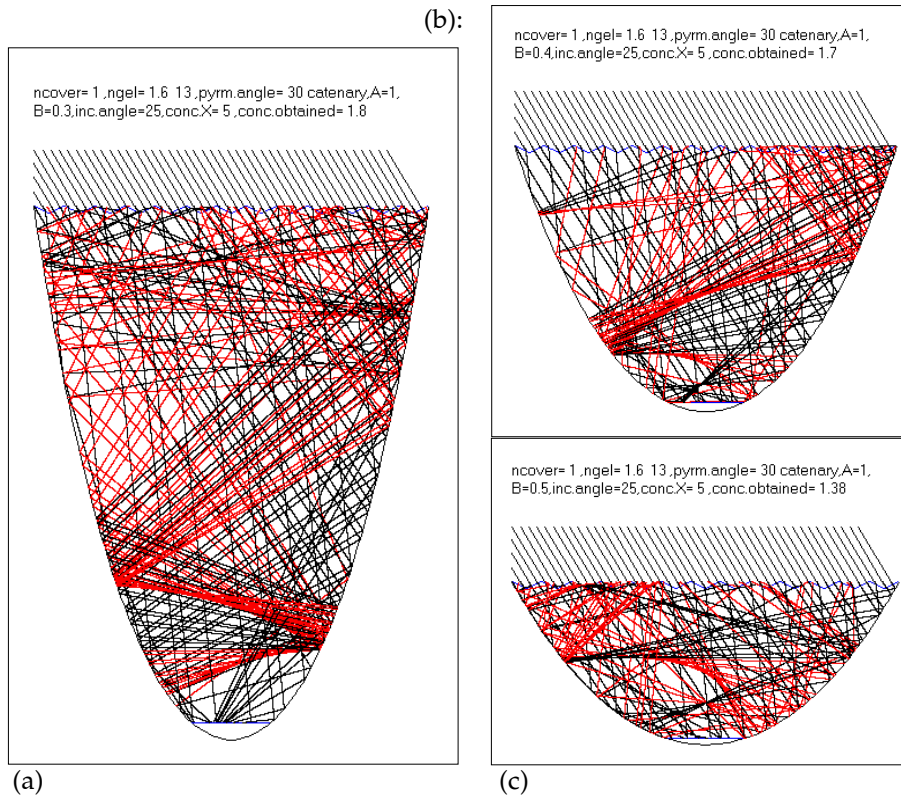 (b):
ncover= 1 ,ngel= 1.6 13 ,pyrm.angle= 30 catenary,A=1,
B=0.3,inc.angle=25,conc.X= 5 ,conc.obtained= 1.8
(a)
ncover= 1 ,ngel= 1.6 13 ,pyrm.angle= 30 catenary,A=1,
B=0.4,inc.angle=25,conc.X= 5 ,conc.obtained= 1.7
ncover= 1 ,ngel= 1.6 13 ,pyrm.angle= 30 catenary,A=1,
B=0.5,inc.angle=25,conc.X= 5 ,conc.obtained= 1.38
(c)